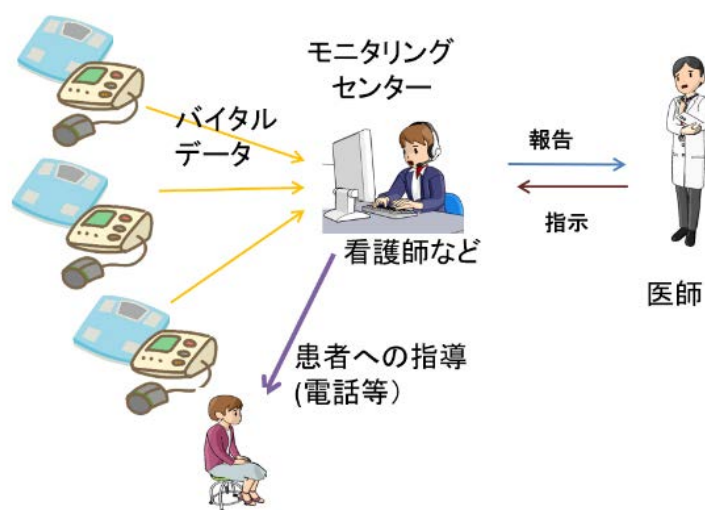 モニタリング
センター
バイタル
データ
報告
指示
看護師など
医師
患者への指導
(電話等）